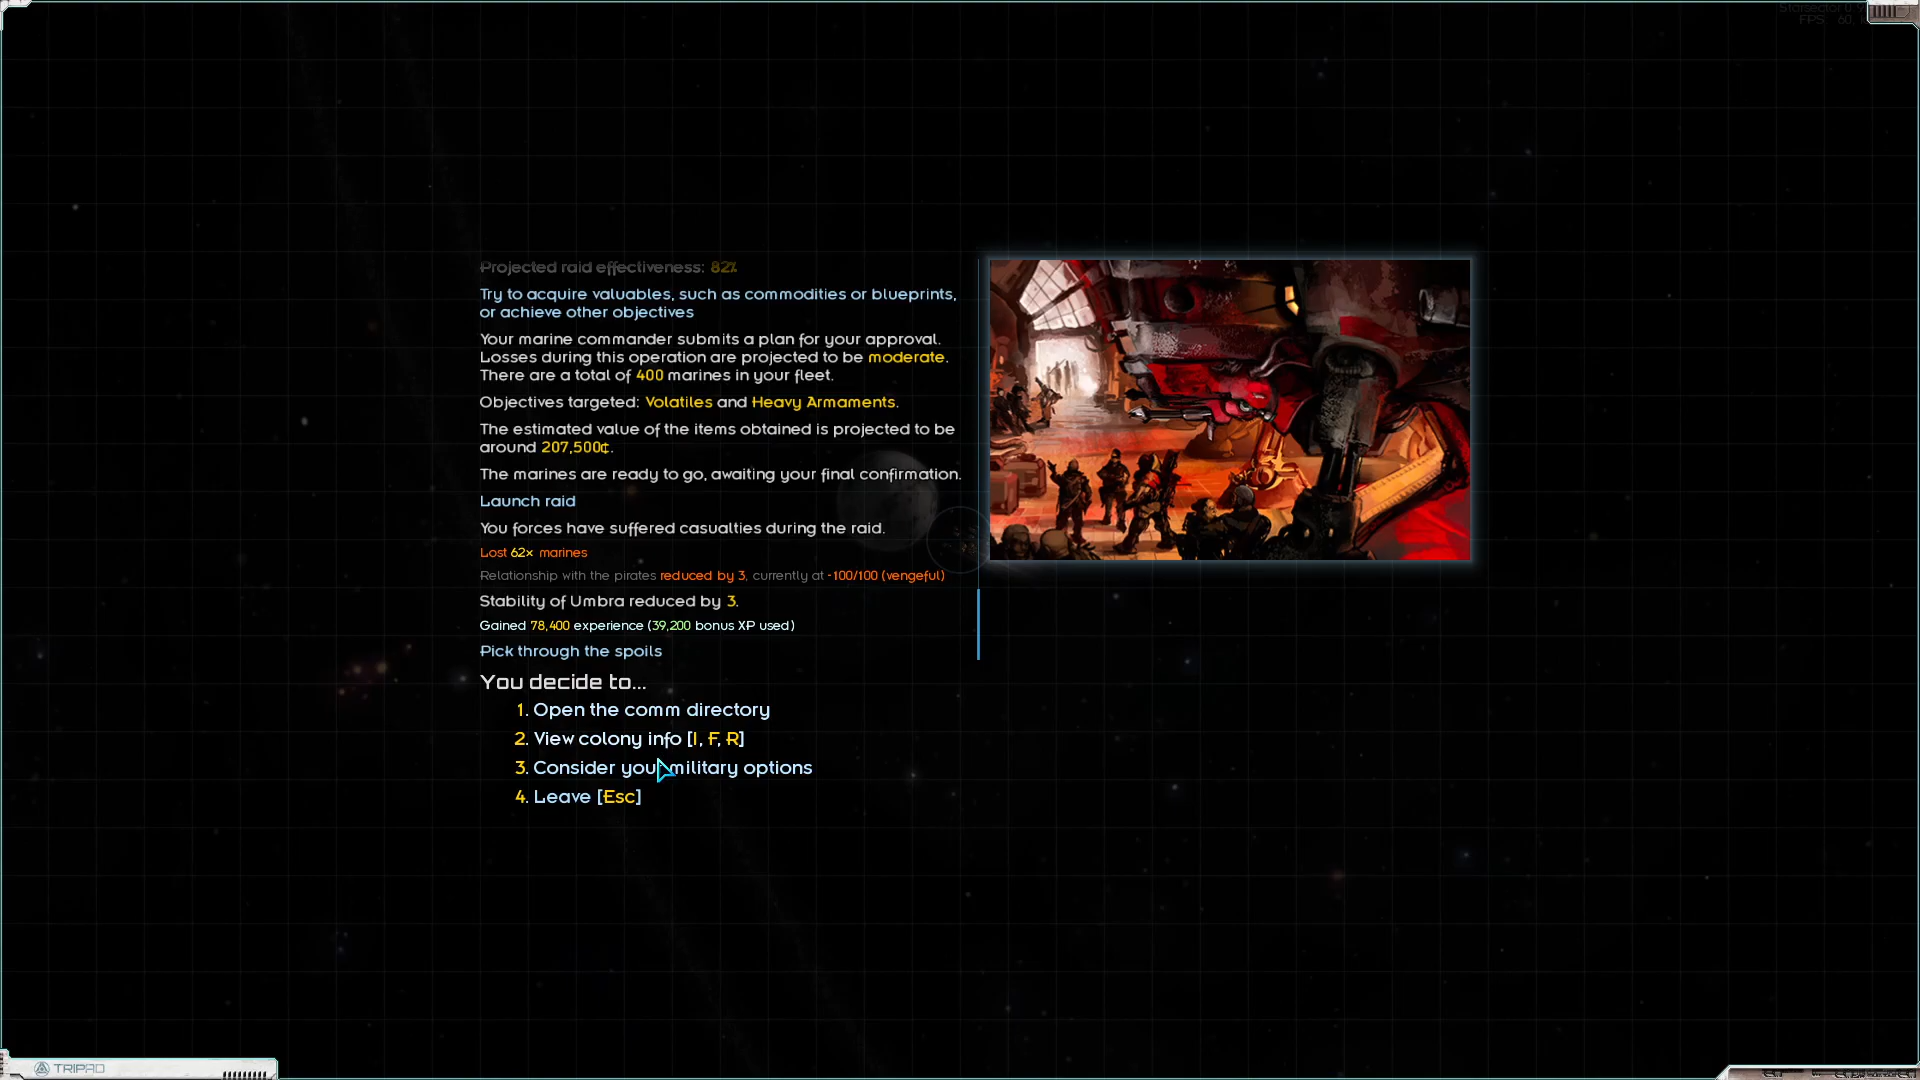 Starsector 0.9
FPS 60,
Projected raid effectiveness: 82%
Try to acquire valuables, such as commodities or blueprints,
or achieve other objectives
Your marine commander submits a plan for your approval.
Losses during this operation are projected to be moderate.
There are a total of 400 marines in your fleet.
Objectives targeted: Volatiles and Heavy Armaments.
The estimated value of the items obtained is projected to be
around 207,500¢.
The marines are ready to go, awaiting your final confirmation.
Launch raid
You forces have suffered casualties during the raid.
Lost 62× marines
Relationship with the pirates reduced by 3, currently at -100/100 (vengeful)
Stability of Umbra reduced by 3.
Gained 78,400 experience (39,200 bonus XP used)
Pick through the spoils
You decide to...
1. Open the comm directory
2. View colony info [I, F, R]
3. Consider your military options
4. Leave [Esc]
TRIPAD